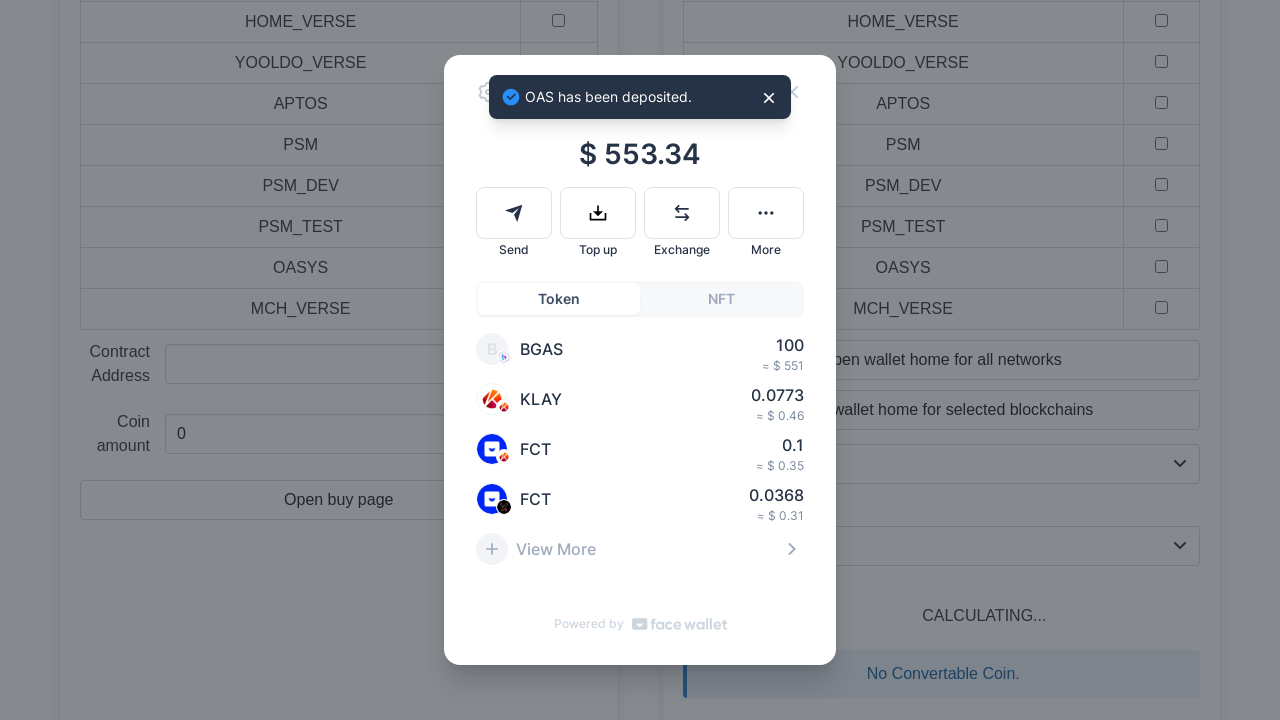 HOME_VERSE
YOOLDO_VERSE
APTOS
PSM
PSM_DEV
PSM_TEST
OASYS
MCH_VERSE
Contract Address
Coin amount
0
Open buy page
OAS has been deposited.
$ 553.34
Send
Top up
Exchange
More
Token
NFT
B
BGAS
100
≈ $ 551
KLAY
0.0773
≈ $ 0.46
FCT
0.1
≈ $ 0.35
FCT
0.0368
≈ $ 0.31
View More
Powered by face wallet
HOME_VERSE
YOOLDO_VERSE
APTOS
PSM
PSM_DEV
PSM_TEST
OASYS
MCH_VERSE
wallet home for all networks
wallet home for selected blockchains
CALCULATING...
No Convertable Coin.